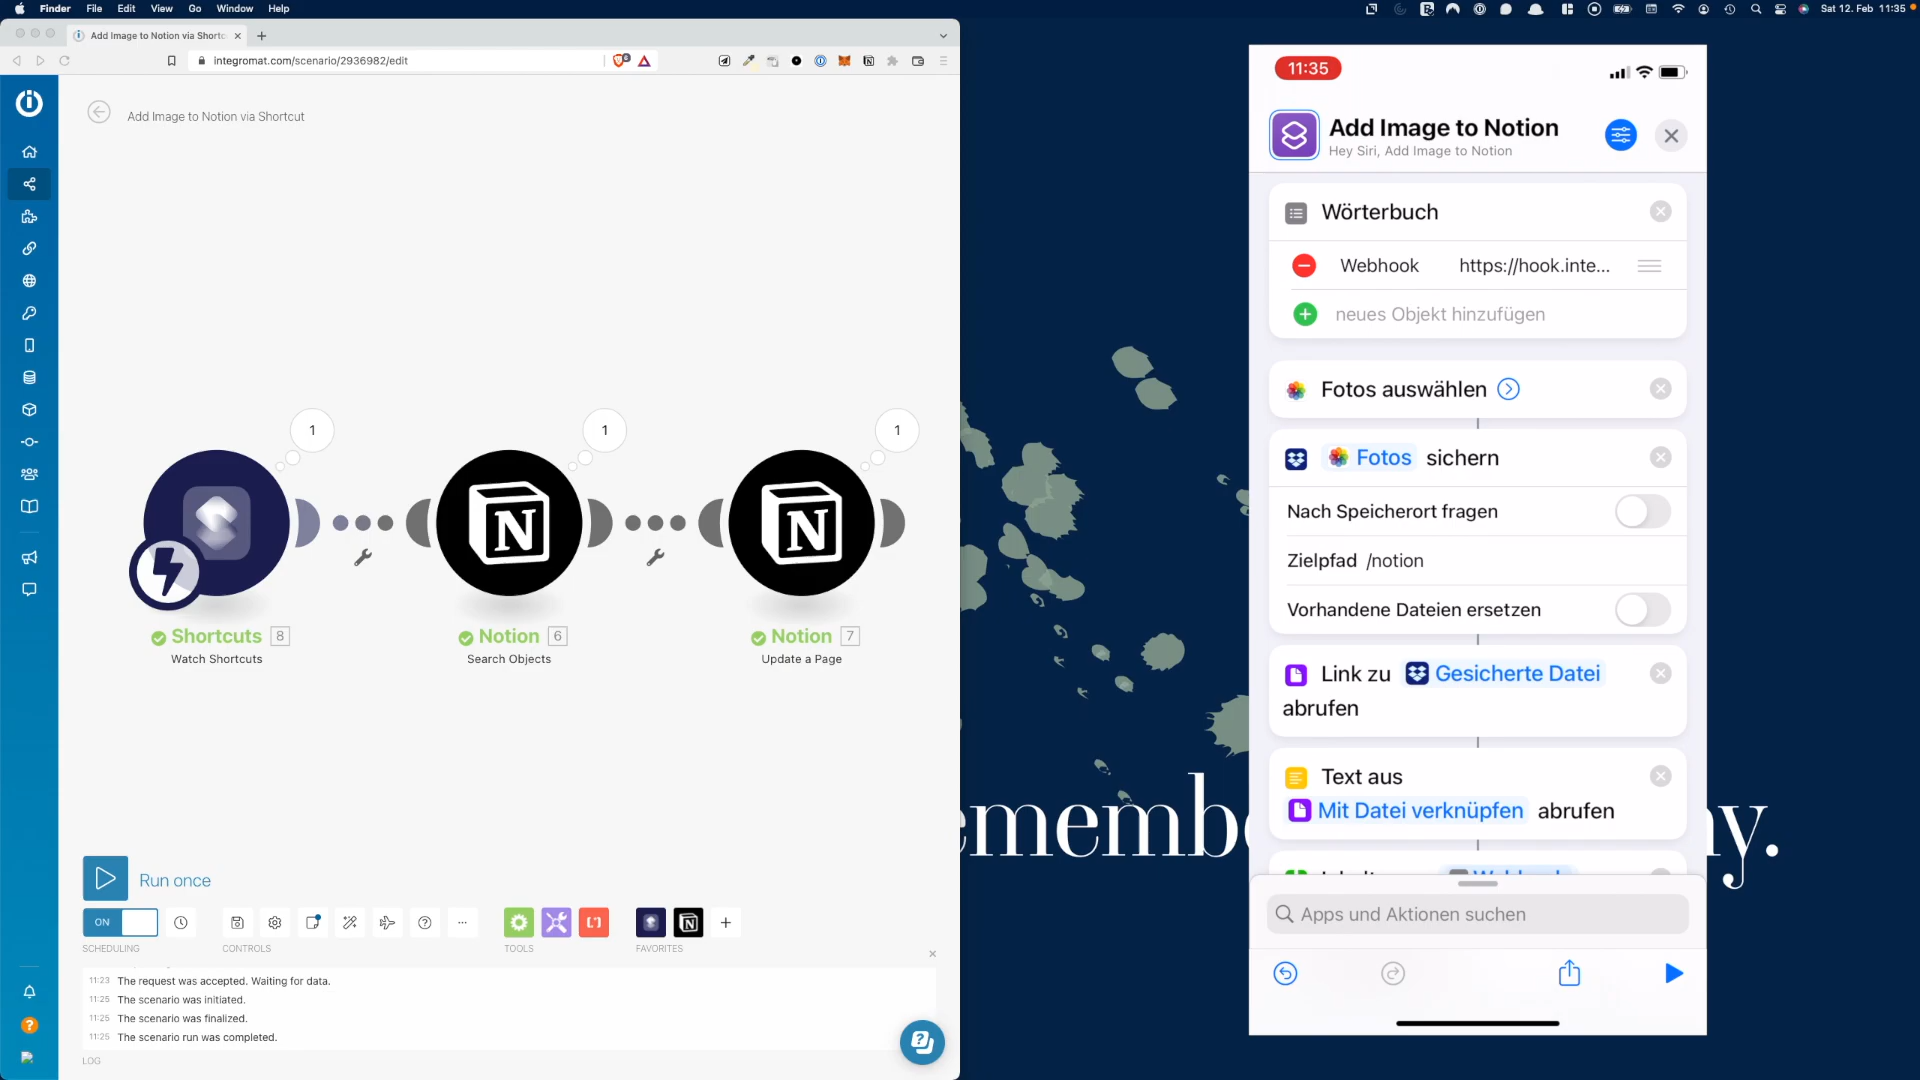 Finder File Edit View Go Window Help
Sat 12. Feb 11:35
Add Image to Notion via Shortc
integromat.com/scenario/2936982/edit
Add Image to Notion via Shortcut
1
1
1
Shortcuts 8
Watch Shortcuts
Notion 6
Search Objects
Notion 7
Update a Page
Run once
ON
SCHEDULING
CONTROLS
TOOLS
FAVORITES
11:23 The request was accepted. Waiting for data.
11:25 The scenario was initiated.
11:25 The scenario was finalized.
11:25 The scenario run was completed.
LOG
11:35
Add Image to Notion
Hey Siri, Add Image to Notion
Wörterbuch
Webhook https://hook.inte...
neues Objekt hinzufügen
Fotos auswählen
Fotos sichern
Nach Speicherort fragen
Zielpfad /notion
Vorhandene Dateien ersetzen
Link zu Gesicherte Datei
abrufen
Text aus
Mit Datei verknüpfen abrufen
Apps und Aktionen suchen